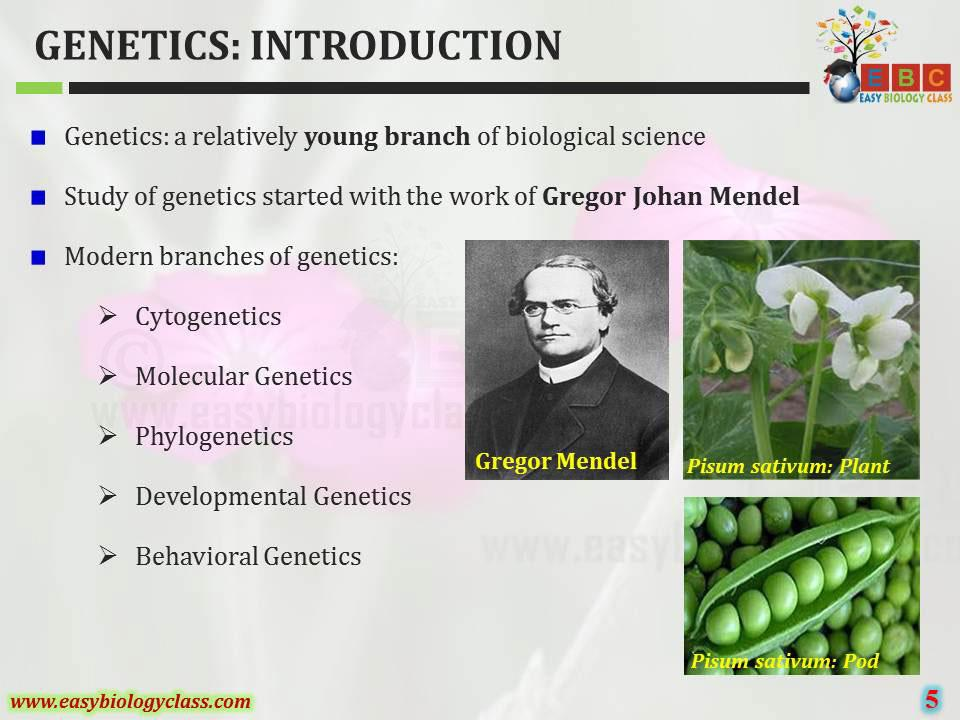 GENETICS: INTRODUCTION
E B C
EASY BIOLOGY CLASS
Genetics: a relatively young branch of biological science
Study of genetics started with the work of Gregor Johan Mendel
Modern branches of genetics:
Cytogenetics
Molecular Genetics
Phylogenetics
Developmental Genetics
Behavioral Genetics
Gregor Mendel
Pisum sativum: Plant
Pisum sativum: Pod
www.easybiologyclass.com
5